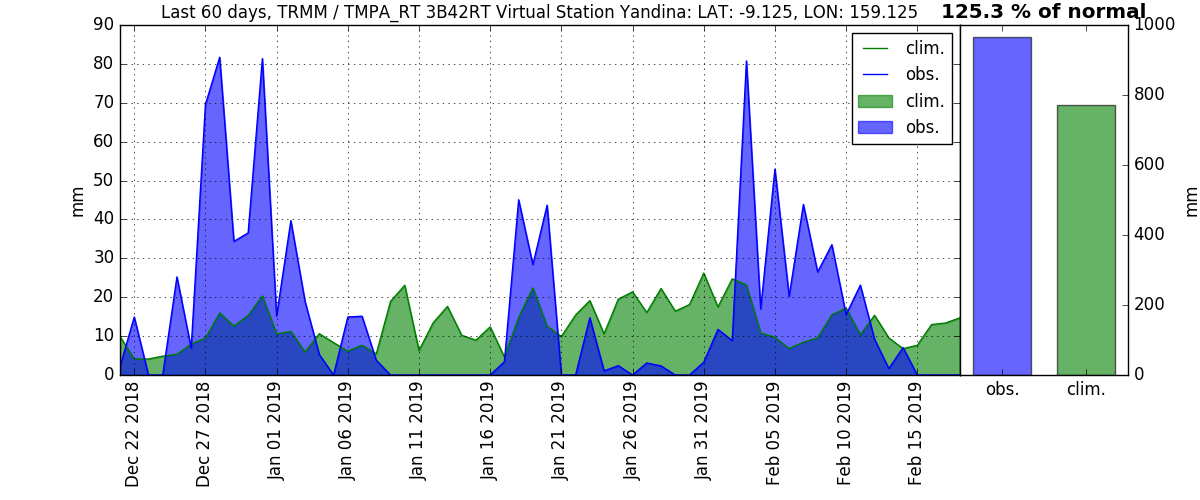 Last 60 days, TRMM / TMPA_RT 3B42RT Virtual Station Yandina: LAT: -9.125, LON: 159.125
125.3 % of normal
90
80
70
60
50
40
30
20
10
0
mm
clim.
obs.
clim.
obs.
Dec 22 2018
Dec 27 2018
Jan 01 2019
Jan 06 2019
Jan 11 2019
Jan 16 2019
Jan 21 2019
Jan 26 2019
Jan 31 2019
Feb 05 2019
Feb 10 2019
Feb 15 2019
1000
800
600
400
200
0
mm
obs.
clim.